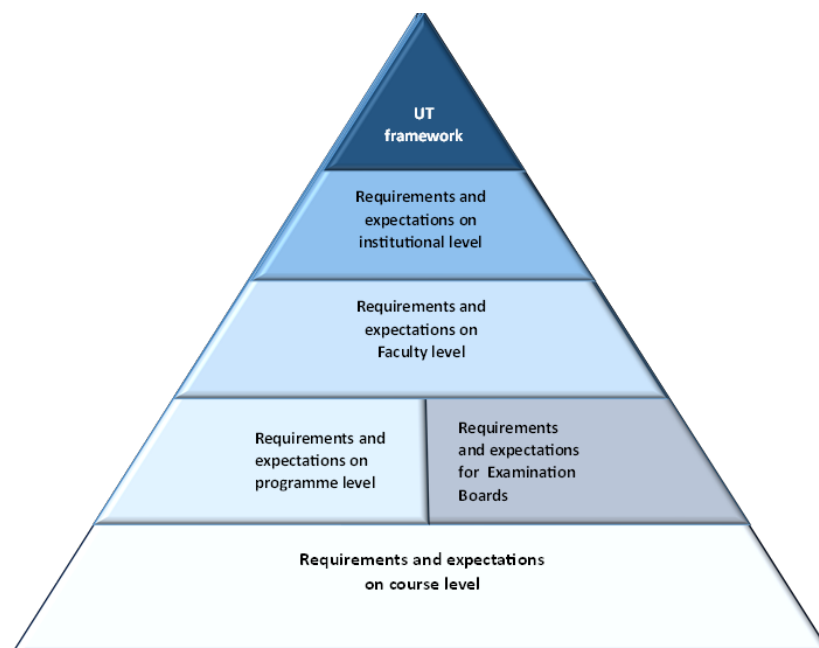 UT
framework
Requirements and
expectations on
institutional level
Requirements and
expectations on
Faculty level
Requirements and
expectations on
programme level
Requirements
and expectations
for Examination
Boards
Requirements and expectations
on course level